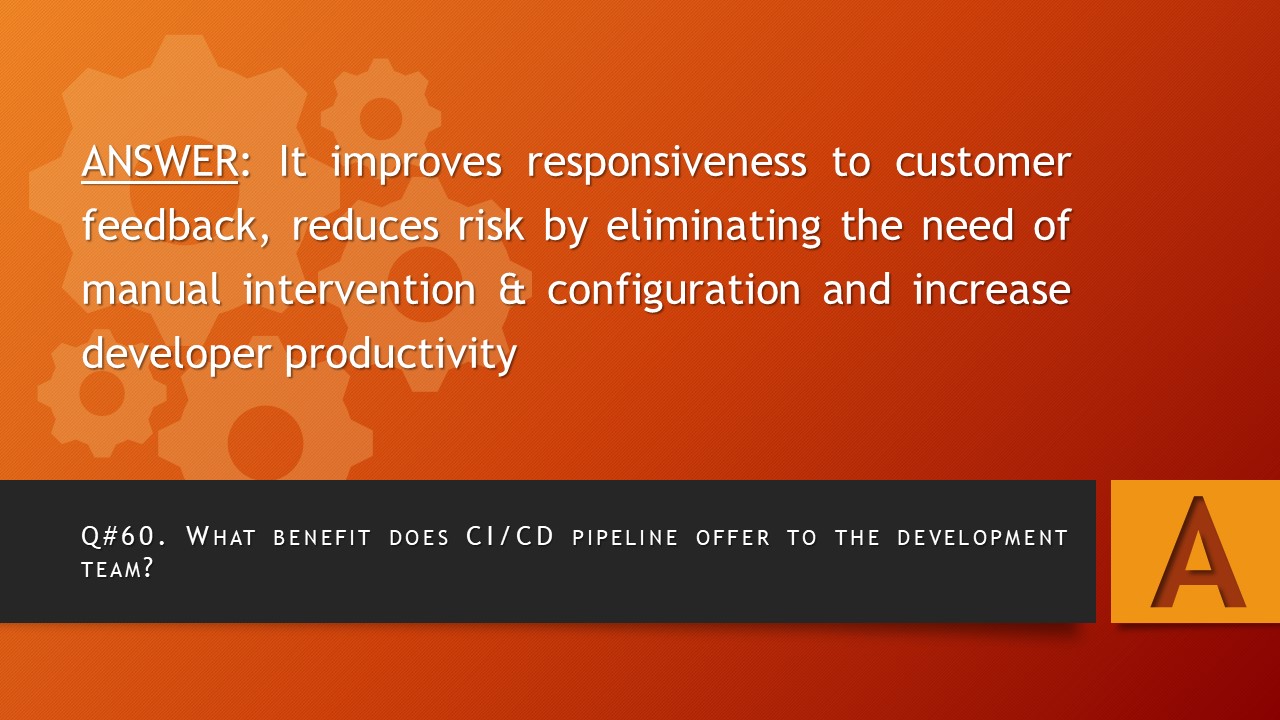 ANSWER: It improves responsiveness to customer
feedback, reduces risk by eliminating the need of
manual intervention & configuration and increase
developer productivity
Q#60. What benefit does CI/CD pipeline offer to the development
team?
A